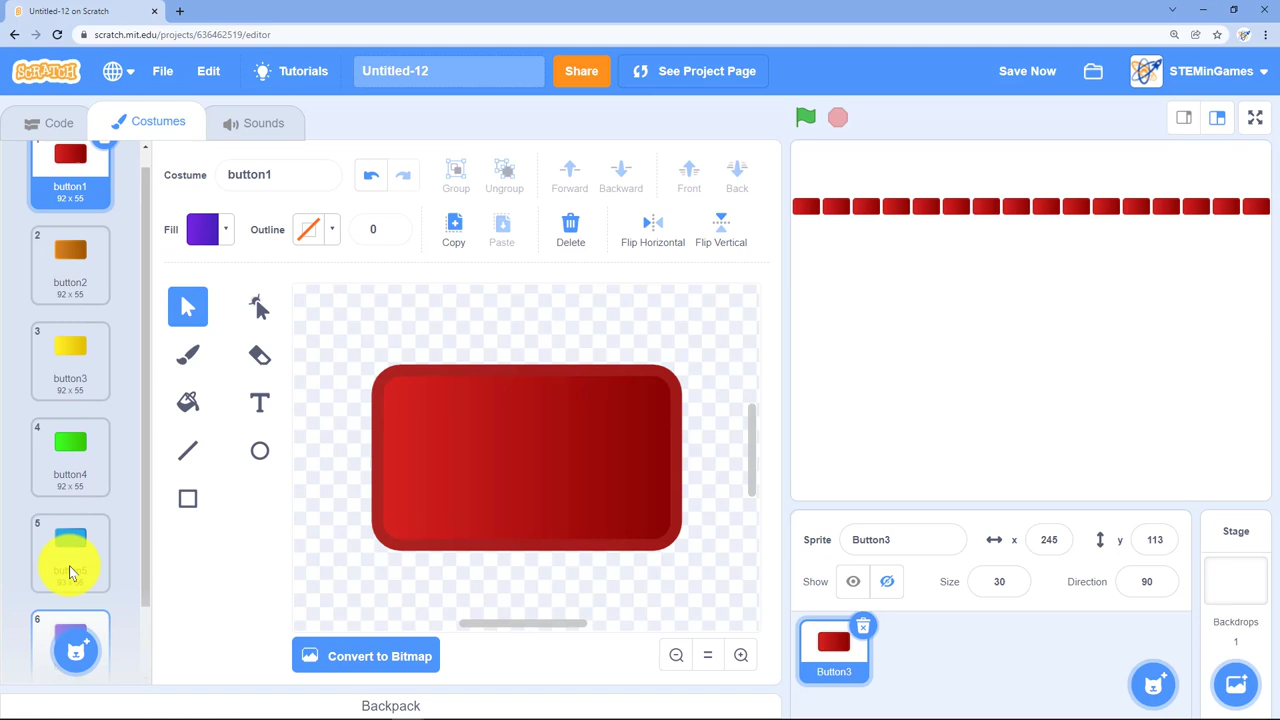 Untitled-12 on Scratch
scratch.mit.edu/projects/636462519/editor
SCRATCH
File
Edit
Tutorials
Untitled-12
Share
See Project Page
Save Now
STEMinGames
Code
Costumes
Sounds
button1
92 x 55
2
button2
92 x 55
3
button3
92 x 55
4
button4
92 x 55
5
6
Costume
button1
Group
Ungroup
Forward
Backward
Front
Back
Fill
Outline
0
Copy
Paste
Delete
Flip Horizontal
Flip Vertical
T
Convert to Bitmap
Sprite
Button3
x
245
y
113
Show
Size
30
Direction
90
Button3
Stage
Backdrops
1
Backpack